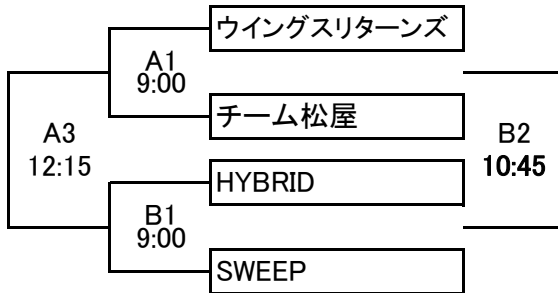 ウイングスリターンズ
A1
9:00
チーム松屋
A3
12:15
B2
10:45
HYBRID
B1
9:00
SWEEP